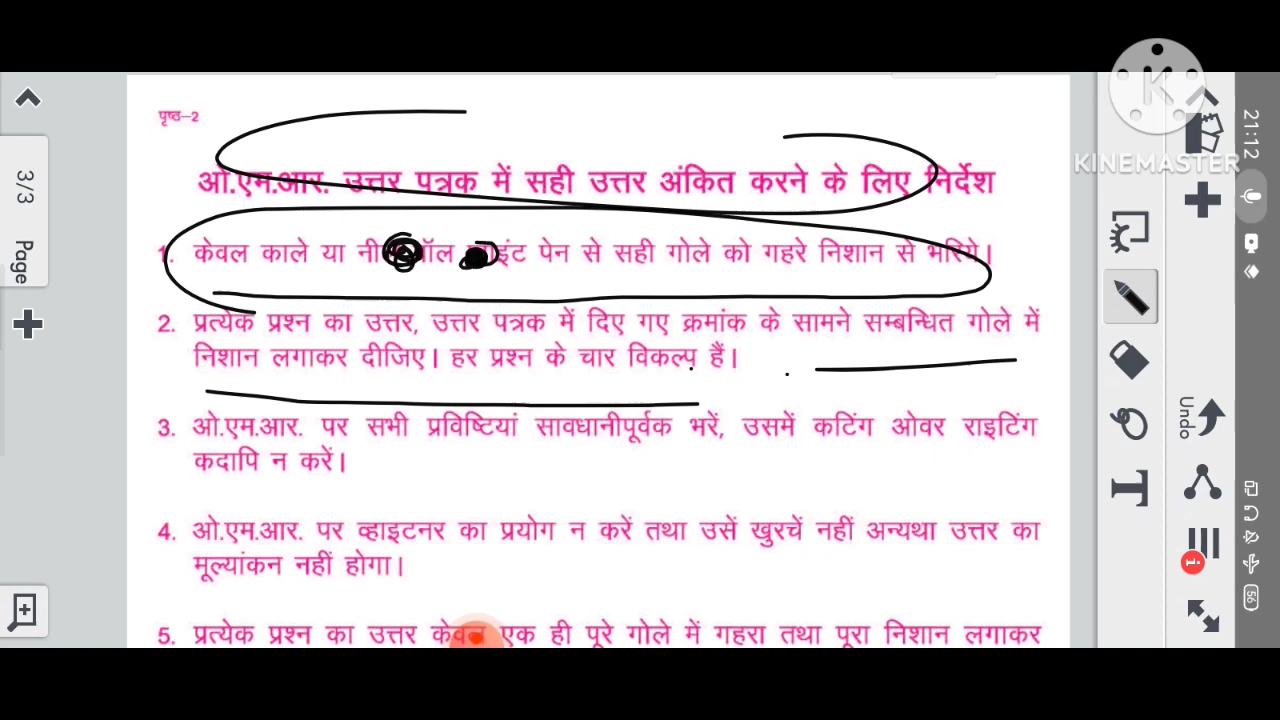 पृष्ठ–2
ओ.एम.आर. उत्तर पत्रक में सही उत्तर अंकित करने के लिए निर्देश
1. केवल काले या पेन से सही गोले को गहरे निशान से भरिये।
2. प्रत्येक प्रश्न का उत्तर, उत्तर पत्रक में दिए गए क्रमांक के सामने सम्बन्धित गोले में
निशान लगाकर दीजिए। हर प्रश्न के चार विकल्प हैं।
3. ओ.एम.आर. पर सभी प्रविष्टियां सावधानीपूर्वक भरें, उसमें कटिंग ओवर राइटिंग
कदापि न करें।
4. ओ.एम.आर. पर व्हाइटनर का प्रयोग न करें तथा उसें खुरचें नहीं अन्यथा उत्तर का
मूल्यांकन नहीं होगा।
5. प्रत्येक प्रश्न का उत्तर केवल एक ही पूरे गोले में गहरा तथा पूरा निशान लगाकर
3/3 Page
K
KINEMASTER
Undo
T
i
21:12
56